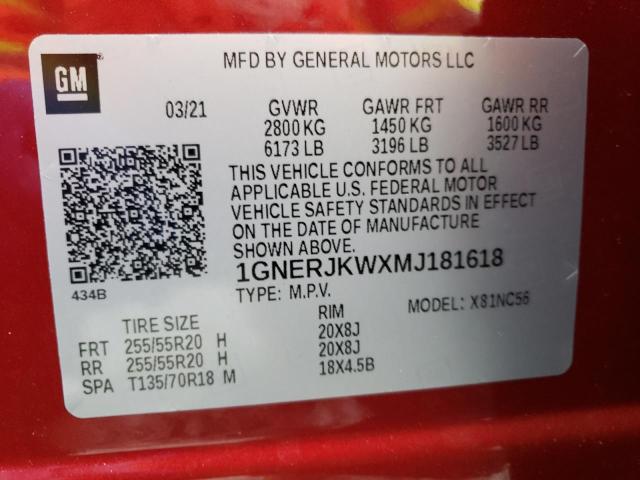 GM
MFD BY GENERAL MOTORS LLC
03/21 GVWR GAWR FRT GAWR RR
2800 KG 1450 KG 1600 KG
6173 LB 3196 LB 3527 LB
THIS VEHICLE CONFORMS TO ALL
APPLICABLE U.S. FEDERAL MOTOR
VEHICLE SAFETY STANDARDS IN EFFECT
ON THE DATE OF MANUFACTURE
SHOWN ABOVE.
1GNERJKWXMJ181618
434B
TYPE: M.P.V. MODEL: X81NC56
TIRE SIZE RIM
FRT 255/55R20 H 20X8J
RR 255/55R20 H 20X8J
SPA T135/70R18 M 18X4.5B